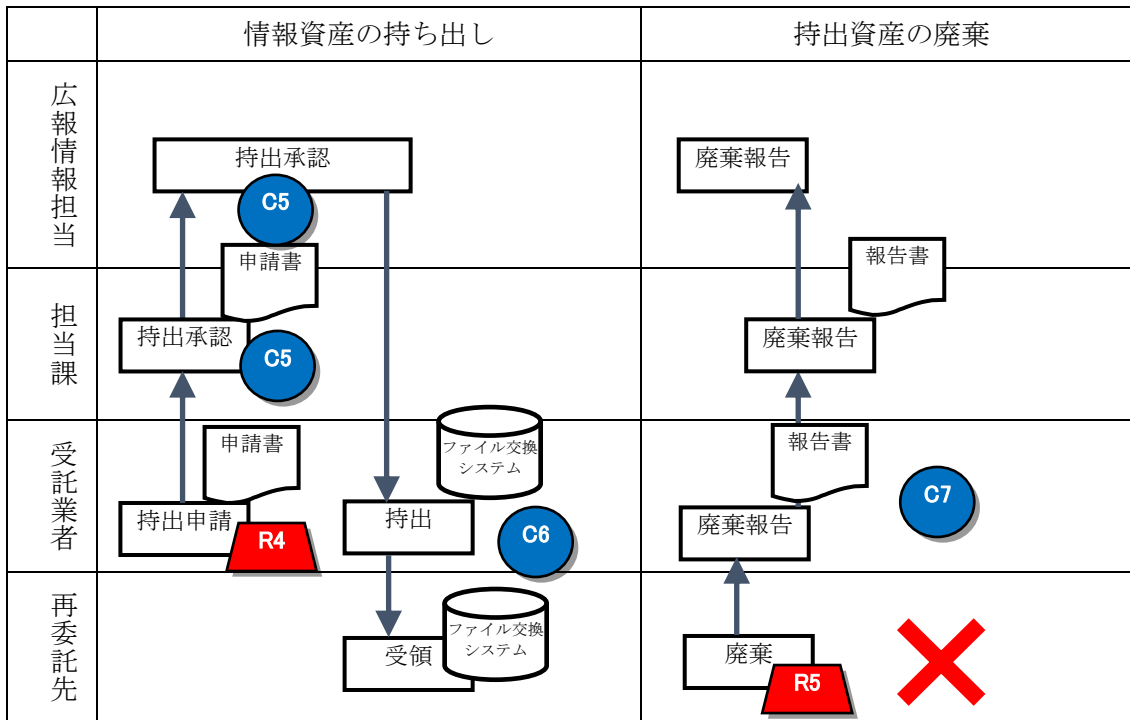 情報資産の持ち出し
持出資産の廃棄
広報情報担当
持出承認
C5
申請書
廃棄報告
報告書
担当課
持出承認
C5
廃棄報告
受託業者
申請書
持出申請
R4
ファイル交換
システム
持出
C6
報告書
廃棄報告
C7
再委託先
受領
ファイル交換
システム
廃棄
R5